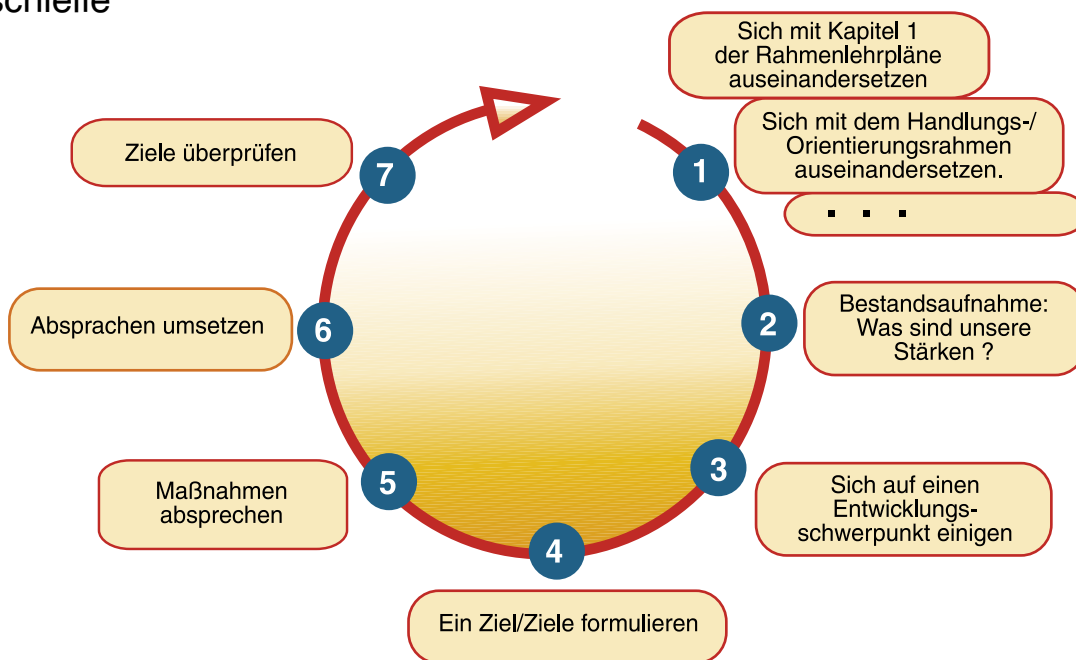 Sich mit Kapitel 1
der Rahmenlehrpläne
auseinandersetzen
Sich mit dem Handlungs-/
Orientierungsrahmen
auseinandersetzen.
. . .
1
Bestandsaufnahme:
Was sind unsere
Stärken ?
2
Sich auf einen
Entwicklungs-
schwerpunkt einigen
3
Ein Ziel/Ziele formulieren
4
Maßnahmen
absprechen
5
Absprachen umsetzen
6
Ziele überprüfen
7